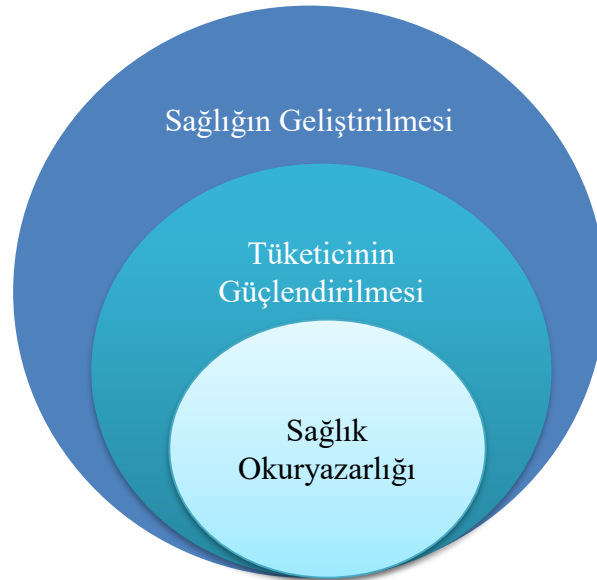 Sağlığın Geliştirilmesi
Tüketicinin
Güçlendirilmesi
Sağlık
Okuryazarlığı